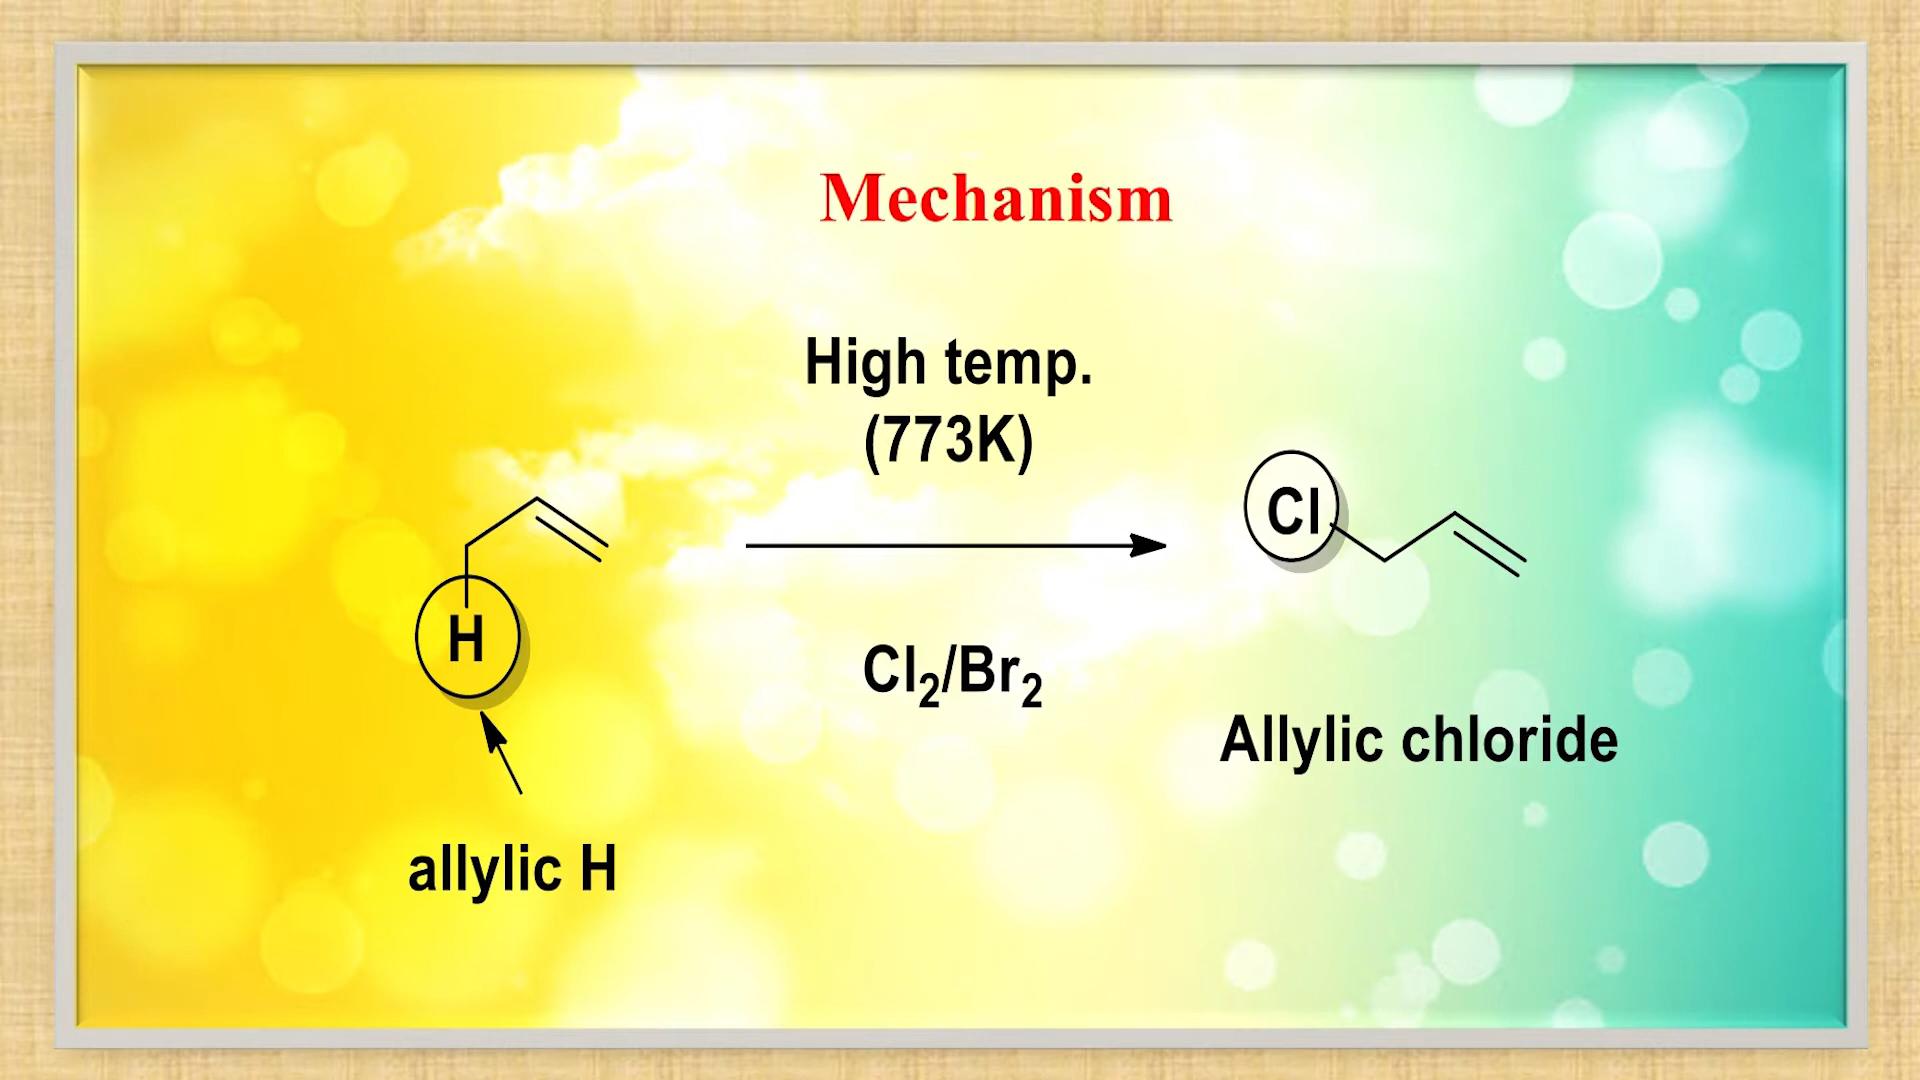 Mechanism
High temp.
(773K)
Cl
H
Cl₂/Br₂
Allylic chloride
allylic H